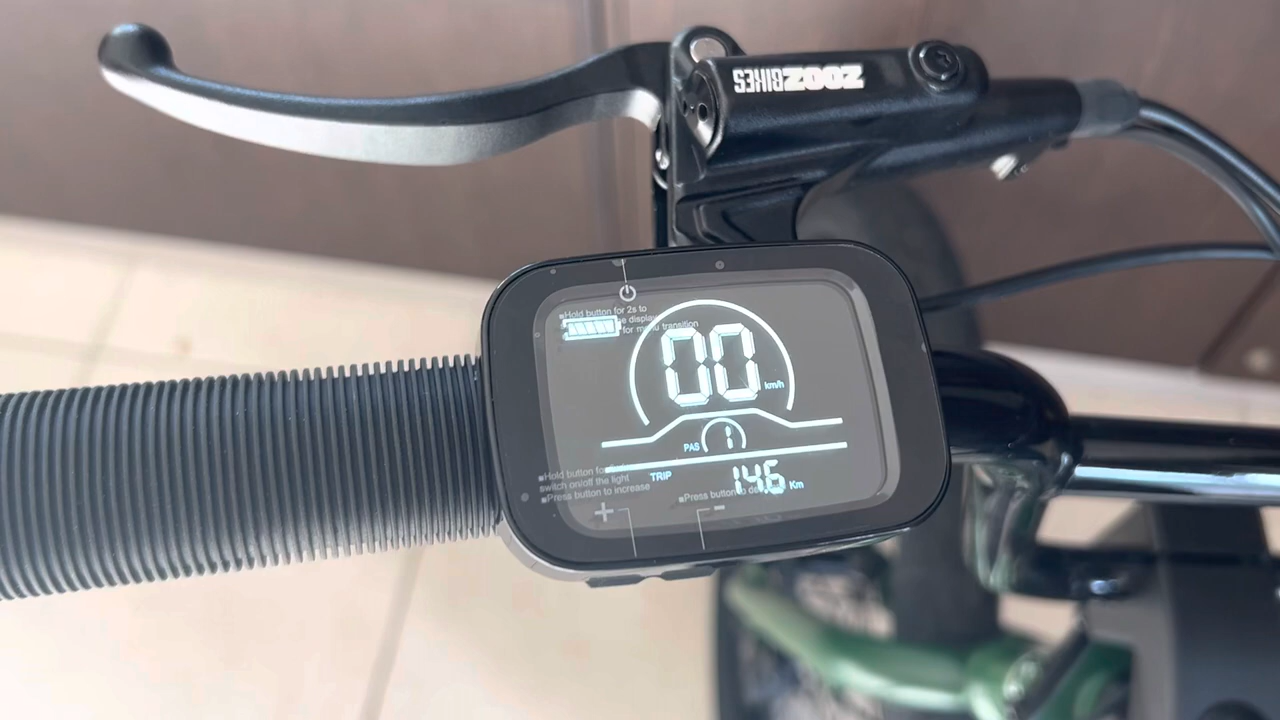 ZOOZ BIKES
■Hold button for 2s to
display
for menu transition
00 km/h
PAS 1
TRIP 14.6 Km
■Hold button for
switch on/off the light
■Press button to increase
■Press button to
+ −